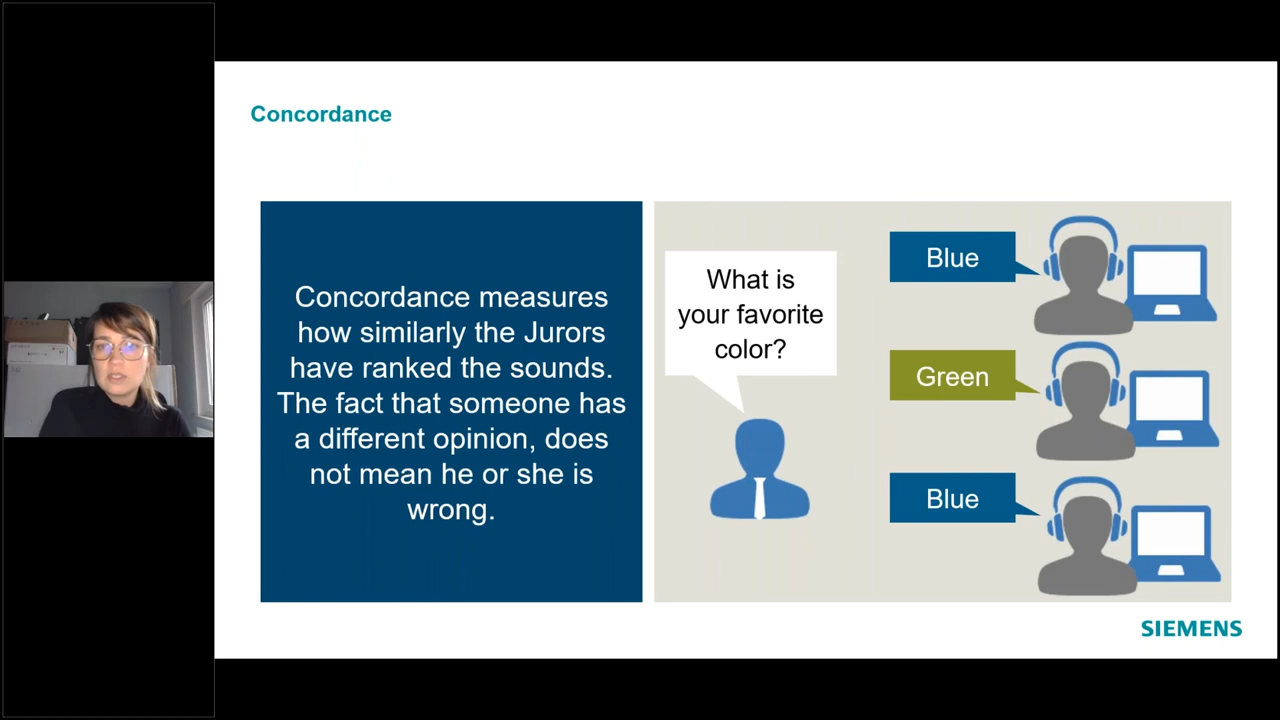 Concordance
Concordance measures
how similarly the Jurors
have ranked the sounds.
The fact that someone has
a different opinion, does
not mean he or she is
wrong.
What is
your favorite
color?
Blue
Green
Blue
SIEMENS